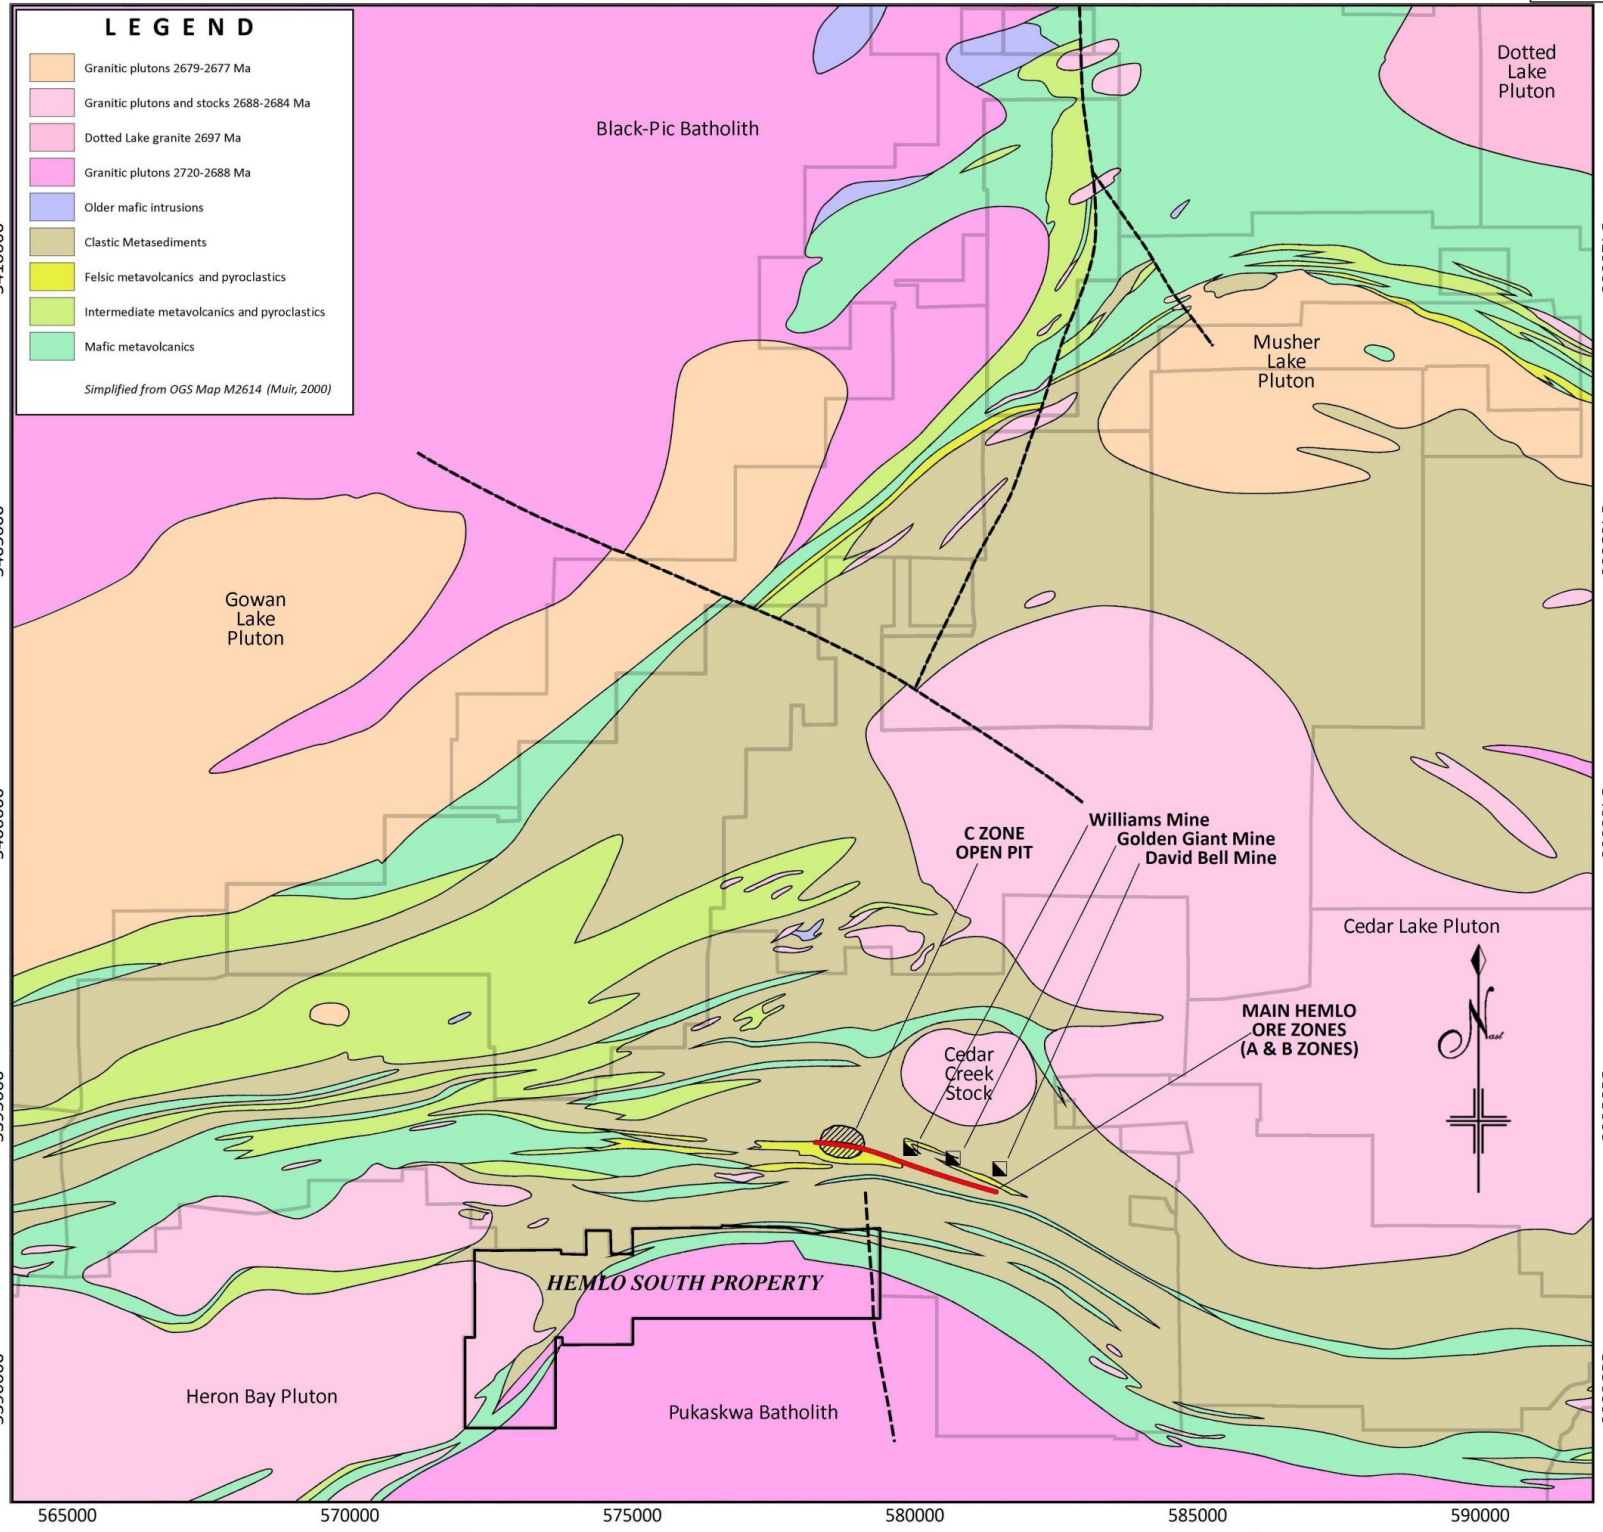 LEGEND
Granitic plutons 2679-2677 Ma
Granitic plutons and stocks 2688-2684 Ma
Dotted Lake granite 2697 Ma
Granitic plutons 2720-2688 Ma
Older mafic intrusions
Clastic Metasediments
Felsic metavolcanics and pyroclastics
Intermediate metavolcanics and pyroclastics
Mafic metavolcanics
Simplified from OGS Map M2614 (Muir, 2000)
Dotted
Lake
Pluton
Black-Pic Batholith
Musher
Lake
Pluton
Gowan
Lake
Pluton
C ZONE
OPEN PIT
Williams Mine
Golden Giant Mine
David Bell Mine
Cedar Lake Pluton
MAIN HEMLO
ORE ZONES
(A & B ZONES)
Nast
Cedar
Creek
Stock
HEMLO SOUTH PROPERTY
Heron Bay Pluton
Pukaskwa Batholith
565000
570000
575000
580000
585000
590000